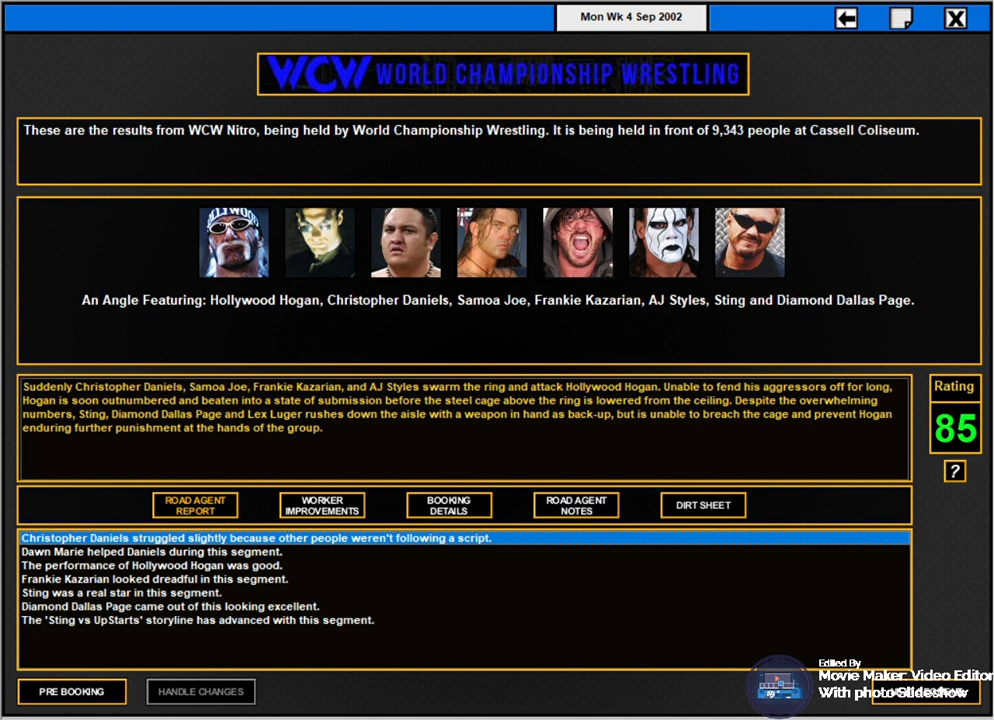 Mon Wk 4 Sep 2002
WCW WORLD CHAMPIONSHIP WRESTLING
These are the results from WCW Nitro, being held by World Championship Wrestling. It is being held in front of 9,343 people at Cassell Coliseum.
An Angle Featuring: Hollywood Hogan, Christopher Daniels, Samoa Joe, Frankie Kazarian, AJ Styles, Sting and Diamond Dallas Page.
Suddenly Christopher Daniels, Samoa Joe, Frankie Kazarian, and AJ Styles swarm the ring and attack Hollywood Hogan. Unable to fend his aggressors off for long,
Hogan is soon outnumbered and beaten into a state of submission before the steel cage above the ring is lowered from the ceiling. Despite the overwhelming
numbers, Sting, Diamond Dallas Page and Lex Luger rushes down the aisle with a weapon in hand as back-up, but is unable to breach the cage and prevent Hogan
enduring further punishment at the hands of the group.
Rating
85
?
ROAD AGENT
REPORT
WORKER
IMPROVEMENTS
BOOKING
DETAILS
ROAD AGENT
NOTES
DIRT SHEET
Christopher Daniels struggled slightly because other people weren't following a script.
Dawn Marie helped Daniels during this segment.
The performance of Hollywood Hogan was good.
Frankie Kazarian looked dreadful in this segment.
Sting was a real star in this segment.
Diamond Dallas Page came out of this looking excellent.
The 'Sting vs UpStarts' storyline has advanced with this segment.
PRE BOOKING
HANDLE CHANGES
Edited By
Movie Maker: Video Editor
With photo Slideshow